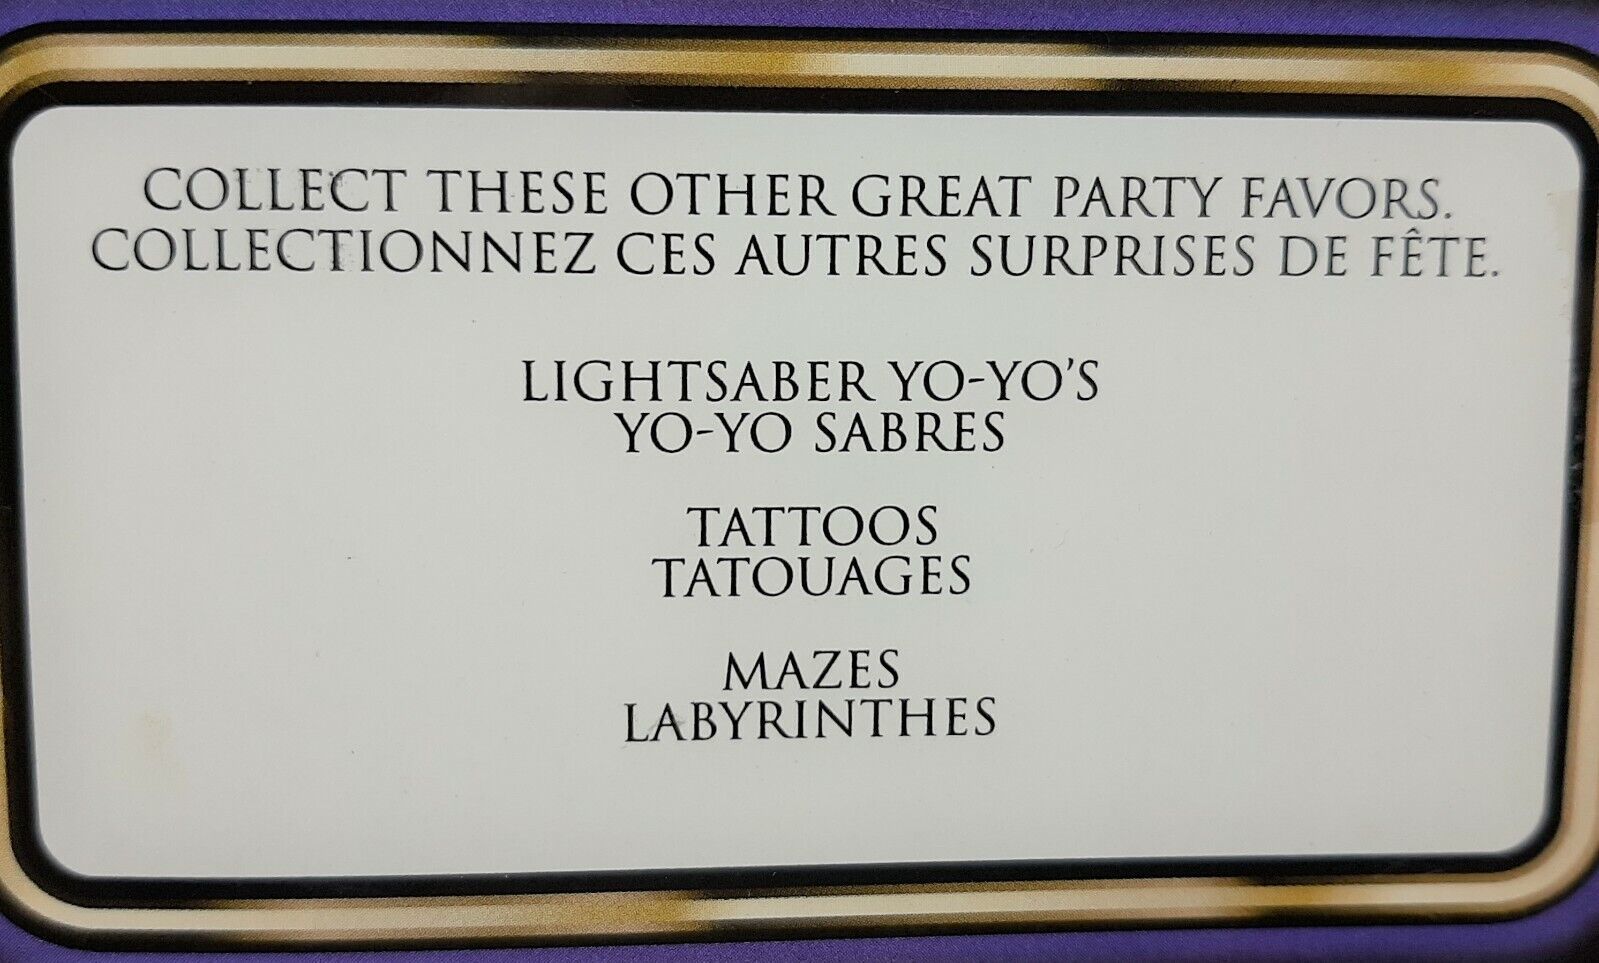 COLLECT THESE OTHER GREAT PARTY FAVORS.
COLLECTIONNEZ CES AUTRES SURPRISES DE FÊTE.
LIGHTSABER YO-YO'S
YO-YO SABRES
TATTOOS
TATOUAGES
MAZES
LABYRINTHES